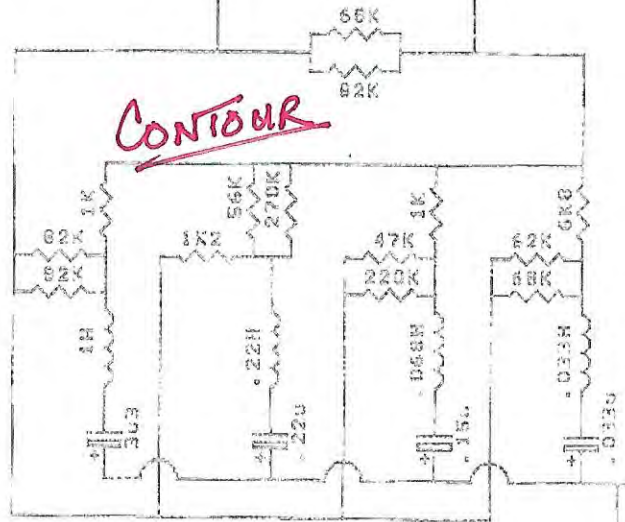 56K
82K
CONTOUR
1K
56K
270K
1K
6K8
82K
82K
1K2
47K
220K
62K
68K
1H
.22H
.068H
.033H
3u3
.22u
.15u
.033u